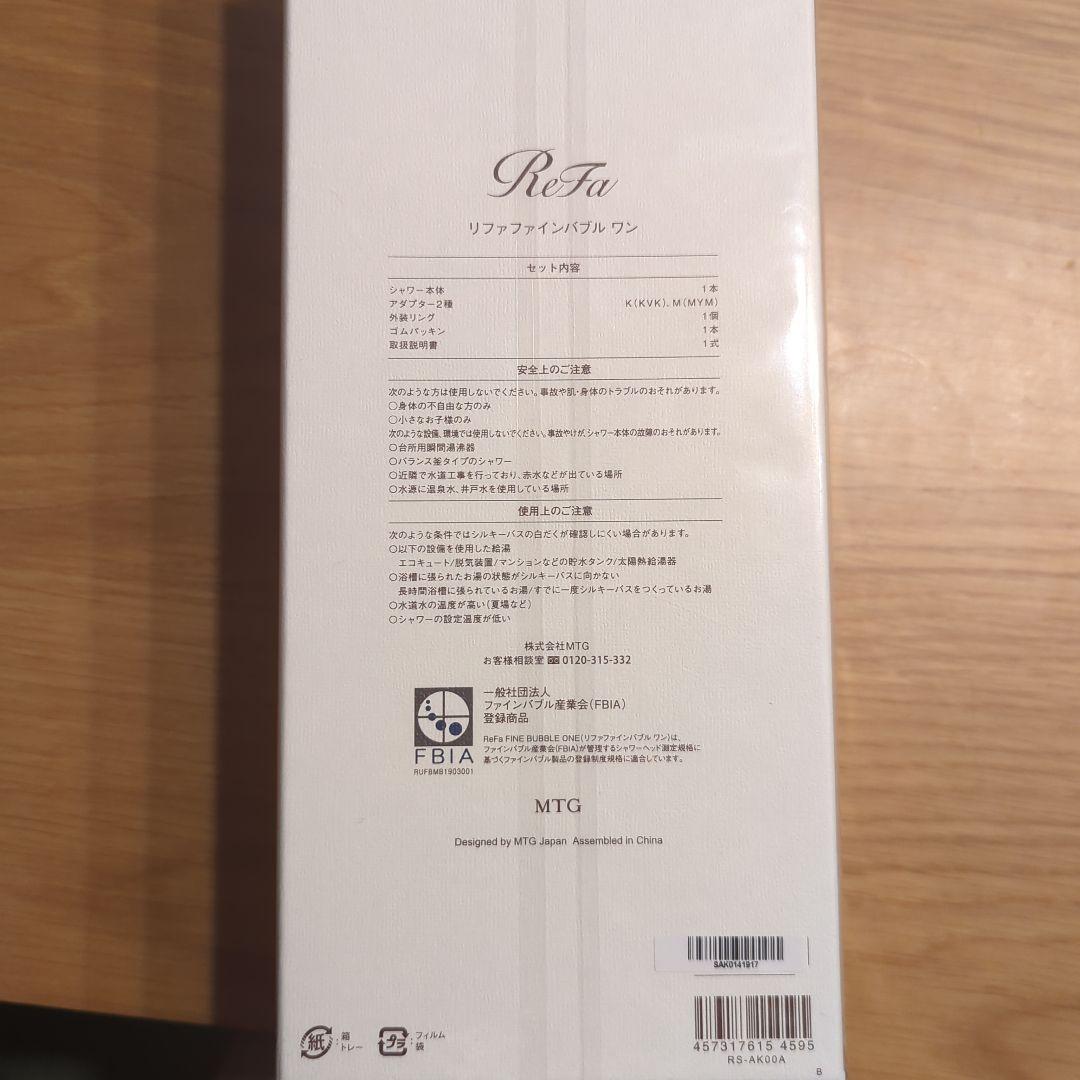 ReFa
リファファインバブル ワン
セット内容
シャワー本体 1本
アダプター2種 K(KVK)、M(MYM)
外装リング 1個
ゴムパッキン 1本
取扱説明書 1式
安全上のご注意
次のような方は使用しないでください。事故や肌・身体のトラブルのおそれがあります。
○身体の不自由な方のみ
○小さなお子様のみ
次のような設備、環境では使用しないでください。事故やけが、シャワー本体の故障のおそれがあります。
○台所用瞬間湯沸器
○バランス釜タイプのシャワー
○近隣で水道工事を行っており、赤水などが出ている場所
○水源に温泉水、井戸水を使用している場所
使用上のご注意
次のような条件ではシルキーバスの白だくが確認しにくい場合があります。
○以下の設備を使用した給湯
エコキュート/脱気装置/マンションなどの貯水タンク/太陽熱給湯器
○浴槽に張られたお湯の状態がシルキーバスに向かない
長時間浴槽に張られているお湯/すでに一度シルキーバスをつくっているお湯
○水道水の温度が高い(夏場など)
○シャワーの設定温度が低い
株式会社MTG
お客様相談室 0120-315-332
一般社団法人
ファインバブル産業会(FBIA)
登録商品
FBIA
RUFBMB1903001
ReFa FINE BUBBLE ONE(リファファインバブル ワン)は、
ファインバブル産業会(FBIA)が管理するシャワーヘッド測定規格に
基づくファインバブル製品の登録制度規格に適合しています。
MTG
Designed by MTG Japan Assembled in China
SAK0141917
457317615 4595
RS-AK00A
B
紙 :箱
トレー
プラ :フィルム
袋